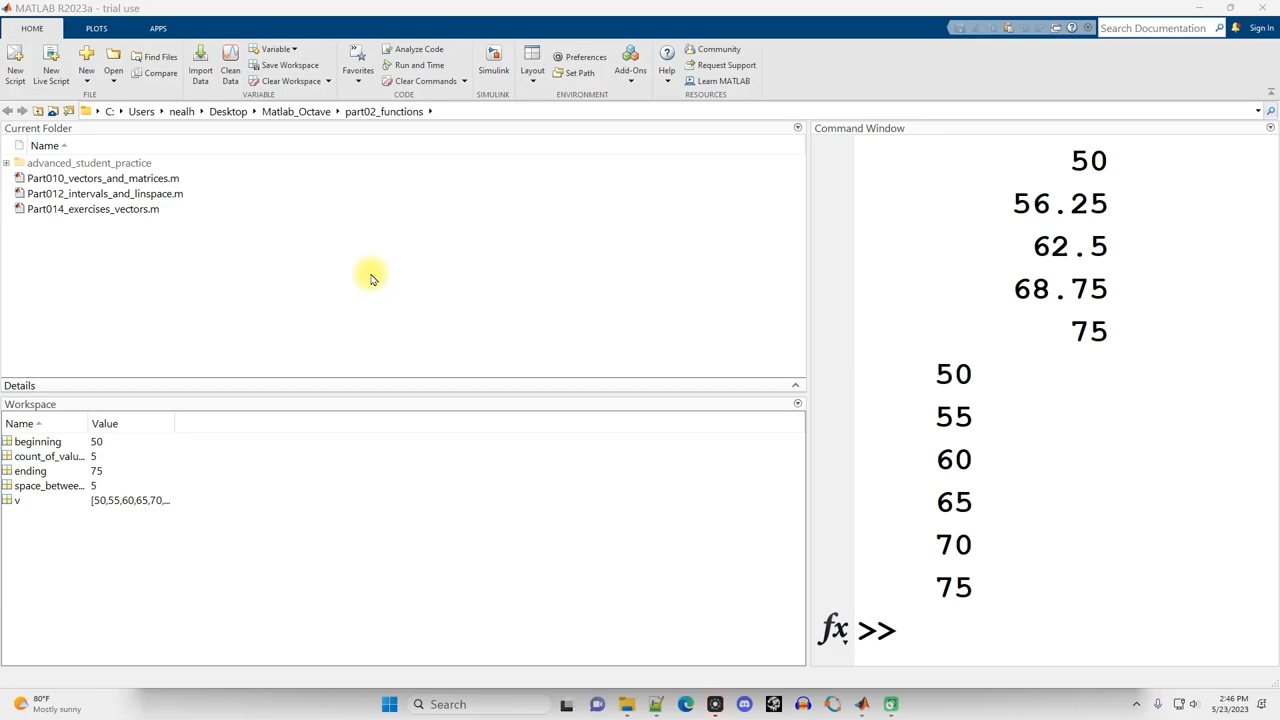 MATLAB R2023a - trial use
HOME PLOTS APPS
Search Documentation Sign In
New Script
New Live Script
New
Open
Find Files
Compare
Import Data
Clean Data
Variable
Save Workspace
Clear Workspace
Favorites
Analyze Code
Run and Time
Clear Commands
Simulink
Layout
Preferences
Set Path
Add-Ons
Help
Community
Request Support
Learn MATLAB
FILE VARIABLE CODE SIMULINK ENVIRONMENT RESOURCES
C: Users nealh Desktop Matlab_Octave part02_functions
Current Folder
Name
advanced_student_practice
Part010_vectors_and_matrices.m
Part012_intervals_and_linspace.m
Part014_exercises_vectors.m
Details
Workspace
Name Value
beginning 50
count_of_valu... 5
ending 75
space_betwee... 5
v [50,55,60,65,70,...
Command Window
50
56.25
62.5
68.75
75
50
55
60
65
70
75
fx >>
80°F
Mostly sunny
Search
2:46 PM
5/23/2023